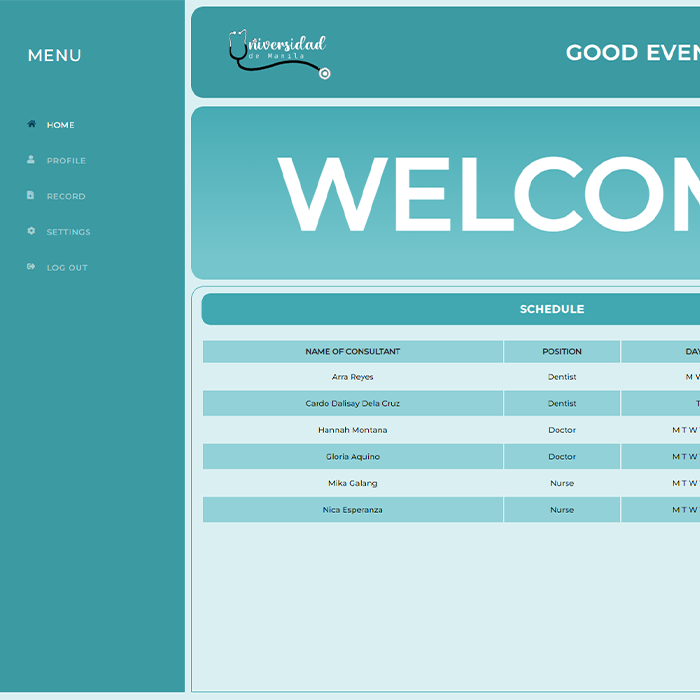 MENU
HOME
PROFILE
RECORD
SETTINGS
LOG OUT
Universidad
de Manila
GOOD EVEN
WELCOM
SCHEDULE
NAME OF CONSULTANT POSITION DAY
Arra Reyes Dentist M W
Cardo Dalisay Dela Cruz Dentist T
Hannah Montana Doctor M T W
Gloria Aquino Doctor M T W
Mika Galang Nurse M T W
Nica Esperanza Nurse M T W